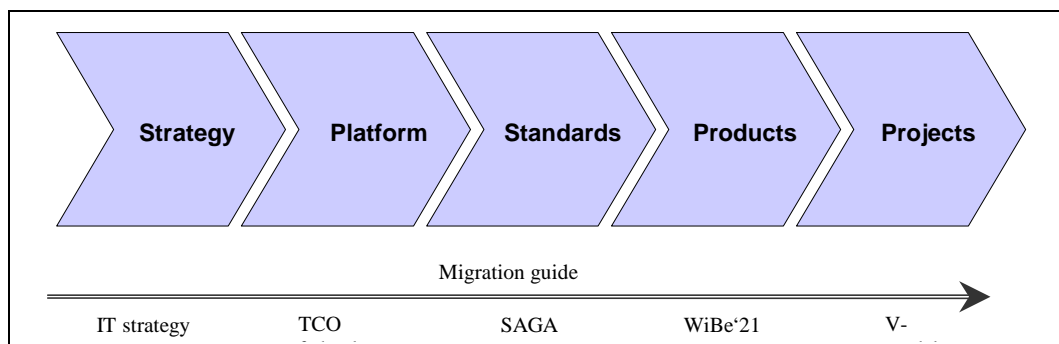 Strategy Platform Standards Products Projects
Migration guide
IT strategy TCO SAGA WiBe‘21 V-